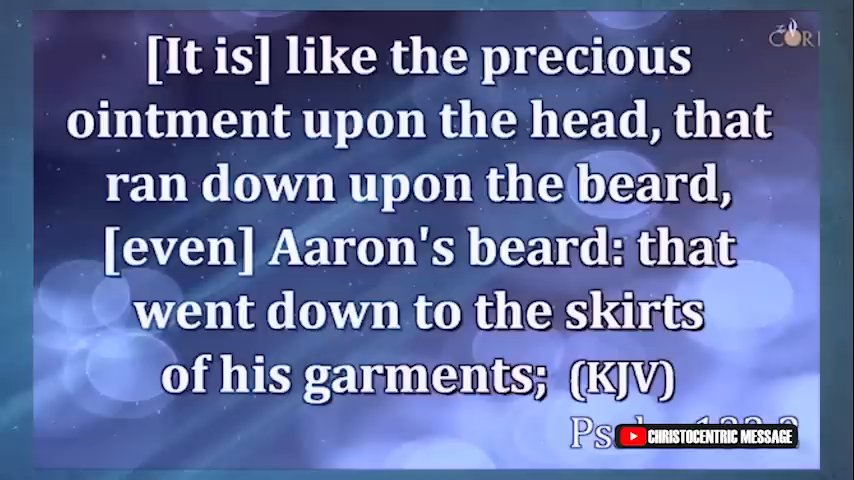 [It is] like the precious
ointment upon the head, that
ran down upon the beard,
[even] Aaron's beard: that
went down to the skirts
of his garments; (KJV)
CHRISTOCENTRIC MESSAGE